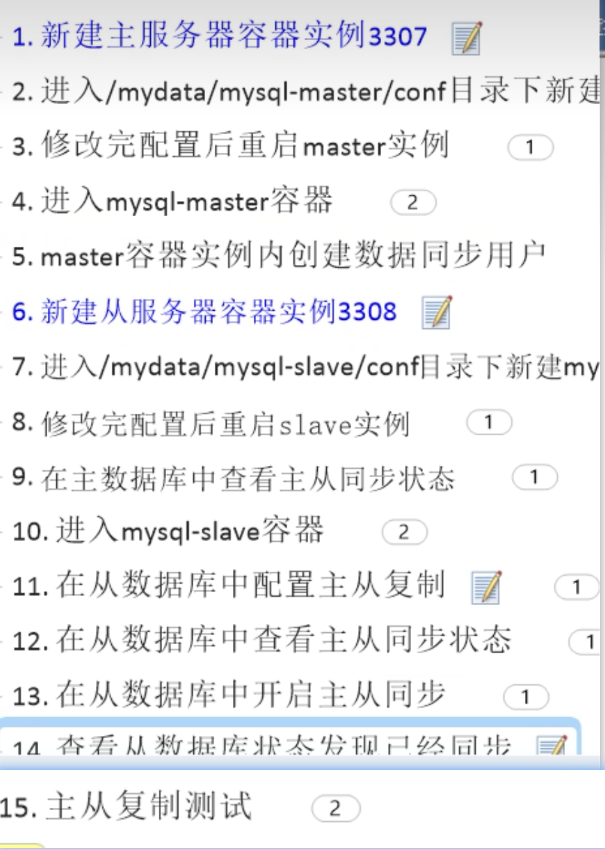 1. 新建主服务器容器实例3307
2. 进入/mydata/mysql-master/conf目录下新建
3. 修改完配置后重启master实例 1
4. 进入mysql-master容器 2
5. master容器实例内创建数据同步用户
6. 新建从服务器容器实例3308
7. 进入/mydata/mysql-slave/conf目录下新建my
8. 修改完配置后重启slave实例 1
9. 在主数据库中查看主从同步状态 1
10. 进入mysql-slave容器 2
11. 在从数据库中配置主从复制 1
12. 在从数据库中查看主从同步状态 1
13. 在从数据库中开启主从同步 1
14. 查看从数据库状态发现已经同步
15. 主从复制测试 2